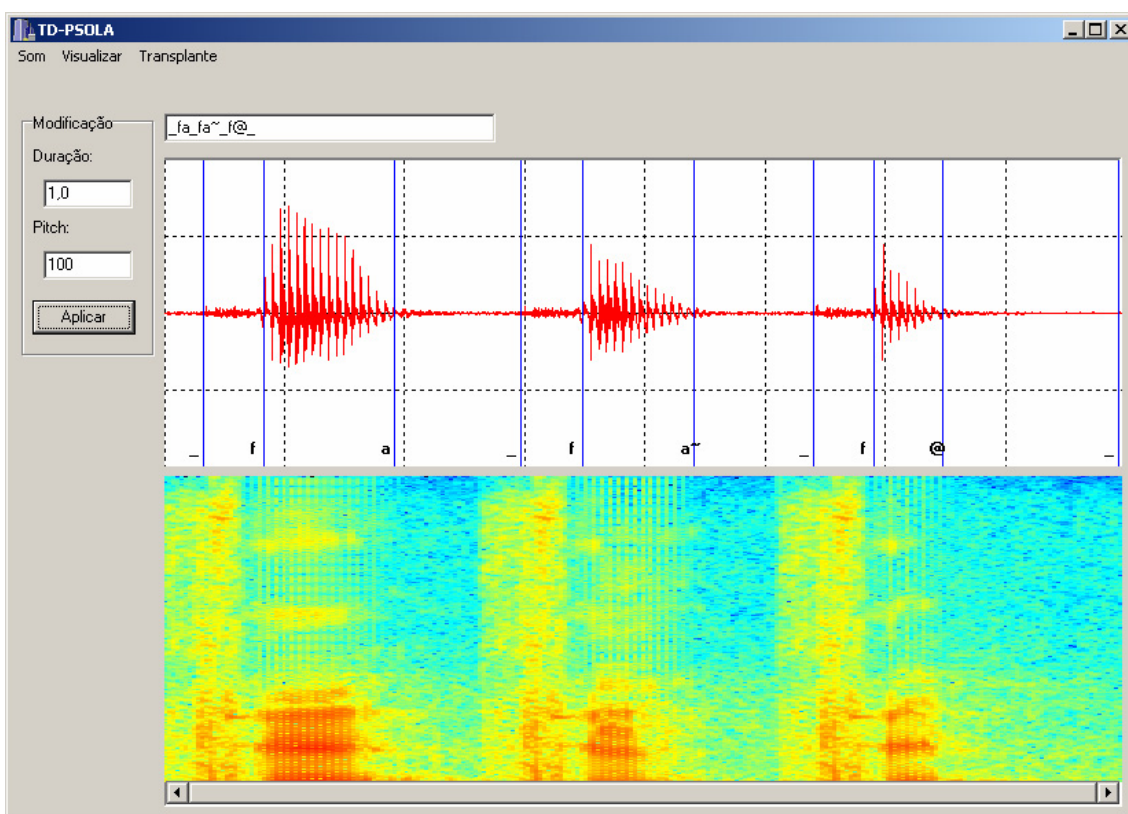 TD-PSOLA
Som Visualizar Transplante
Modificação
_fa_fa~_f@_
Duração:
1,0
Pitch:
100
Aplicar
_ f a _ f a~ _ f @ _